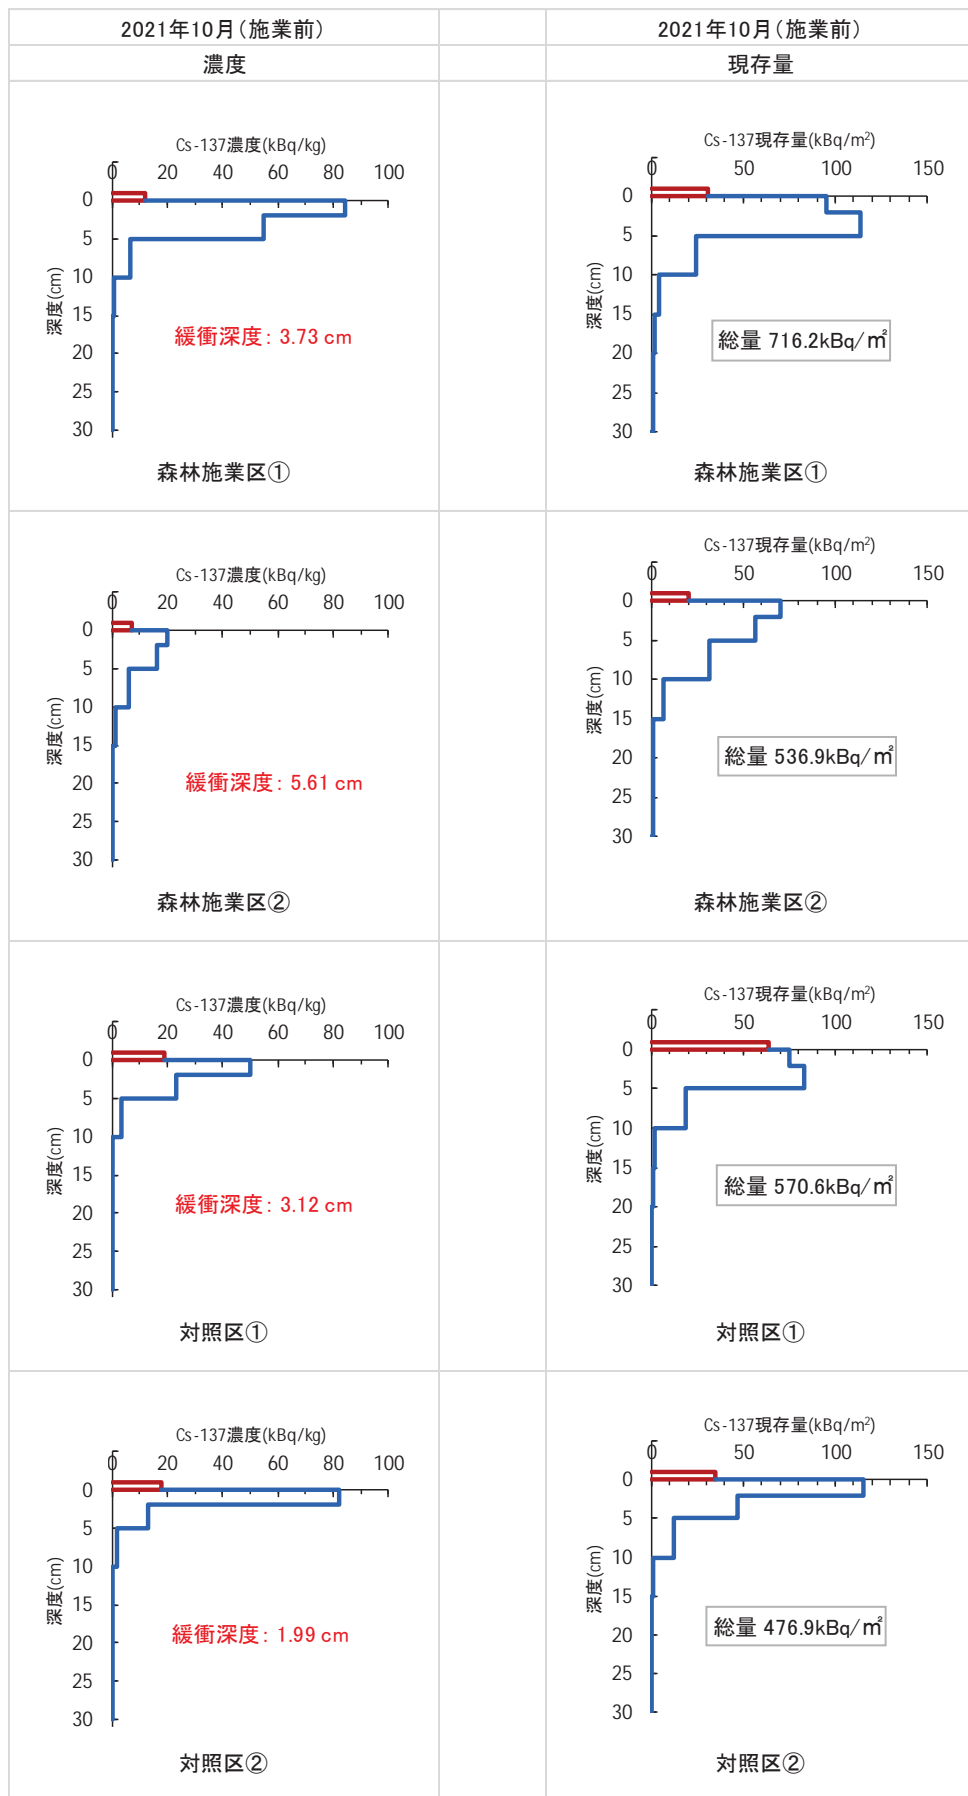 2021年10月（施業前）
2021年10月（施業前）
濃度
現存量
Cs-137濃度(kBq/kg)
0 20 40 60 80 100
0
5
10
15
20
25
30
深度(cm)
緩衝深度: 3.73 cm
森林施業区①
Cs-137現存量(kBq/m²)
0 50 100 150
0
5
10
15
20
25
30
深度(cm)
総量 716.2kBq/㎡
森林施業区①
Cs-137濃度(kBq/kg)
0 20 40 60 80 100
0
5
10
15
20
25
30
深度(cm)
緩衝深度: 5.61 cm
森林施業区②
Cs-137現存量(kBq/m²)
0 50 100 150
0
5
10
15
20
25
30
深度(cm)
総量 536.9kBq/㎡
森林施業区②
Cs-137濃度(kBq/kg)
0 20 40 60 80 100
0
5
10
15
20
25
30
深度(cm)
緩衝深度: 3.12 cm
対照区①
Cs-137現存量(kBq/m²)
0 50 100 150
0
5
10
15
20
25
30
深度(cm)
総量 570.6kBq/㎡
対照区①
Cs-137濃度(kBq/kg)
0 20 40 60 80 100
0
5
10
15
20
25
30
深度(cm)
緩衝深度: 1.99 cm
対照区②
Cs-137現存量(kBq/m²)
0 50 100 150
0
5
10
15
20
25
30
深度(cm)
総量 476.9kBq/㎡
対照区②